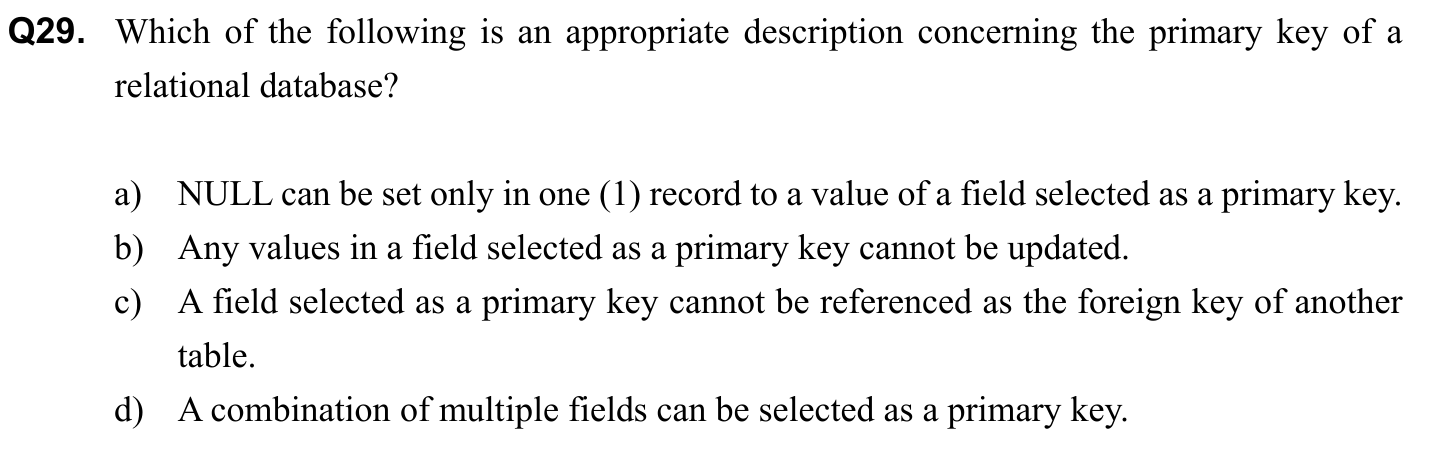 Q29. Which of the following is an appropriate description concerning the primary key of a
relational database?
a) NULL can be set only in one (1) record to a value of a field selected as a primary key.
b) Any values in a field selected as a primary key cannot be updated.
c) A field selected as a primary key cannot be referenced as the foreign key of another
table.
d) A combination of multiple fields can be selected as a primary key.